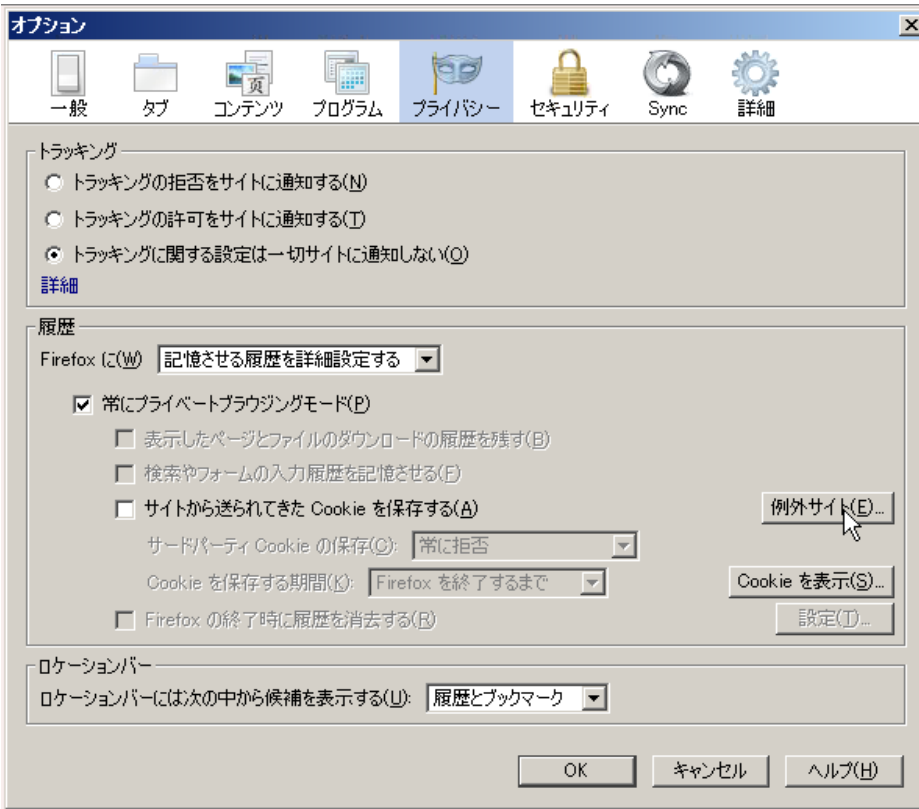 オプション
一般 タブ コンテンツ プログラム プライバシー セキュリティ Sync 詳細
トラッキング
トラッキングの拒否をサイトに通知する(N)
トラッキングの許可をサイトに通知する(T)
トラッキングに関する設定は一切サイトに通知しない(O)
詳細
履歴
Firefox に(W) 記憶させる履歴を詳細設定する
常にプライベートブラウジングモード(P)
表示したページとファイルのダウンロードの履歴を残す(B)
検索やフォームの入力履歴を記憶させる(F)
サイトから送られてきた Cookie を保存する(A) 例外サイト(E)...
サードパーティ Cookie の保存(C): 常に拒否
Cookie を保存する期間(K): Firefox を終了するまで Cookie を表示(S)...
Firefox の終了時に履歴を消去する(R) 設定(T)...
ロケーションバー
ロケーションバーには次の中から候補を表示する(U): 履歴とブックマーク
OK キャンセル ヘルプ(H)